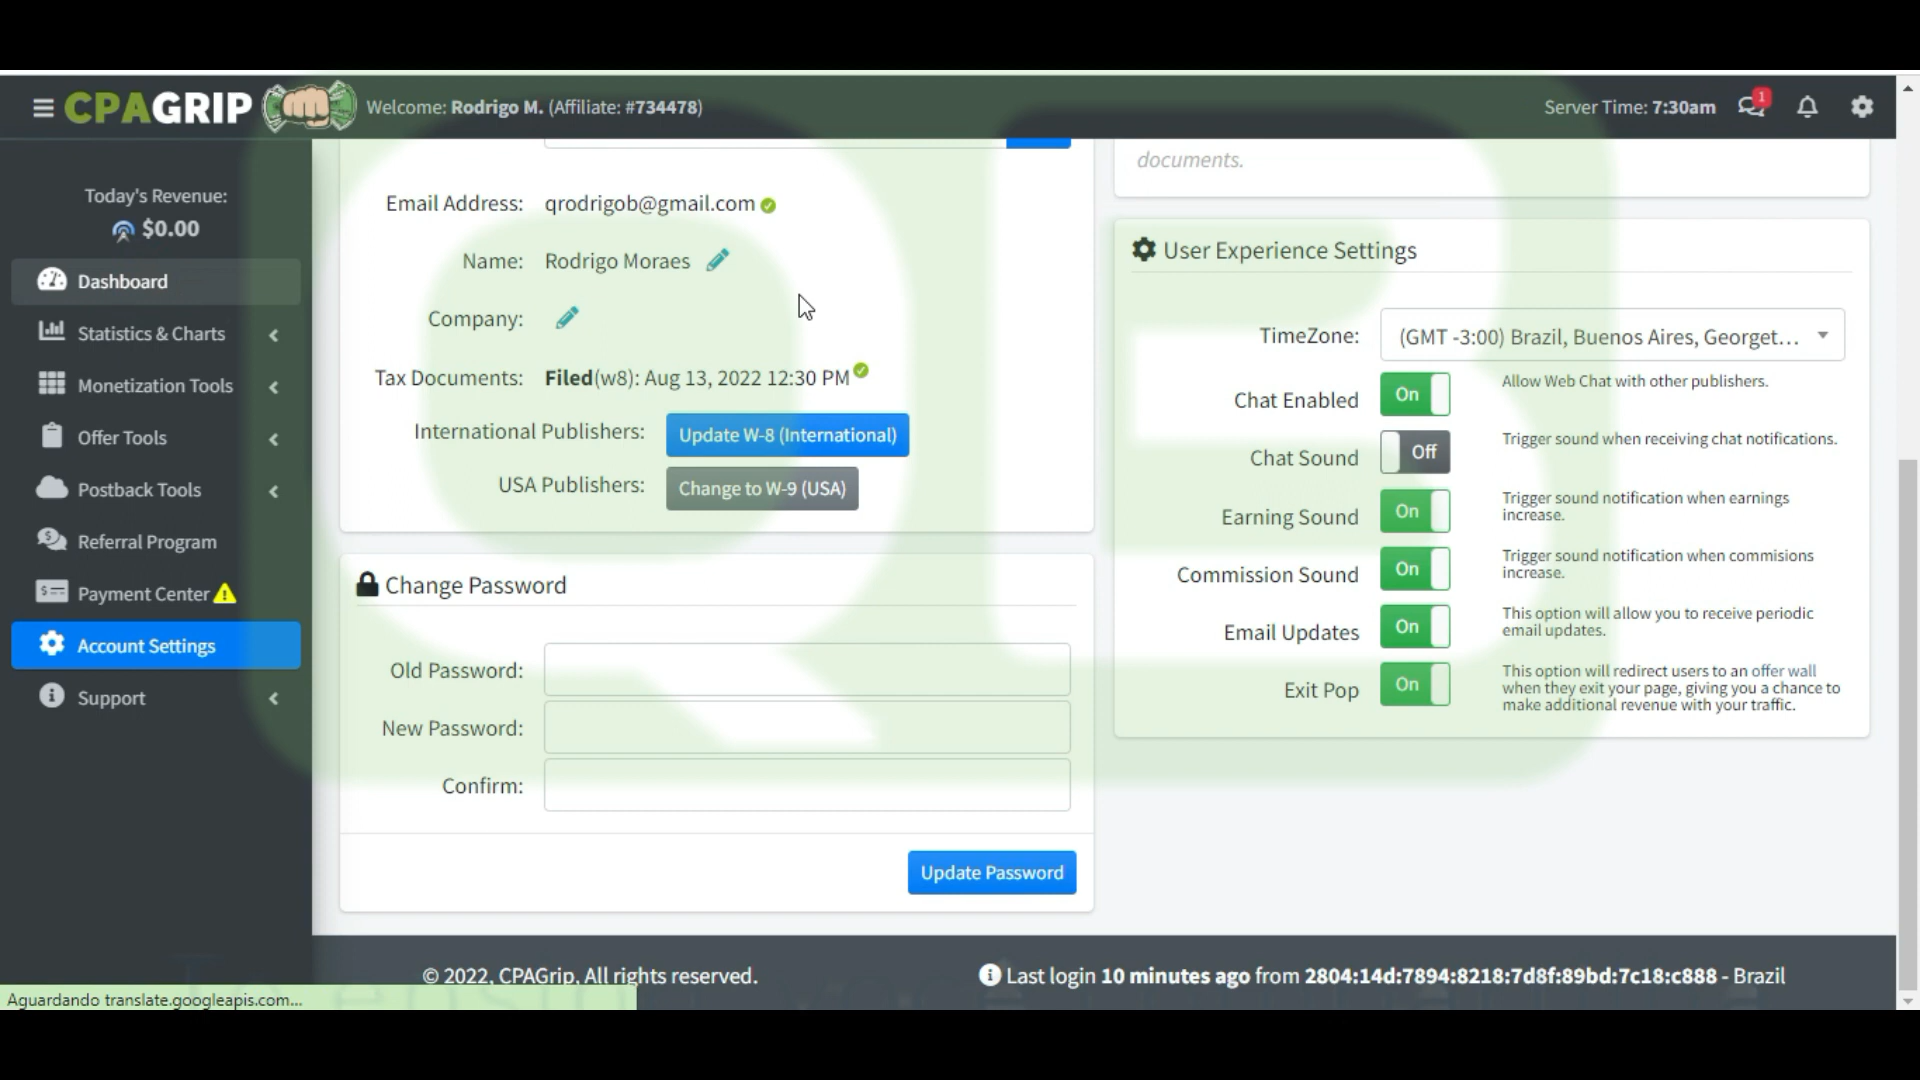 CPAGRIP Welcome: Rodrigo M. (Affiliate: #734478) Server Time: 7:30am 1
Today's Revenue:
$0.00
Dashboard
Statistics & Charts
Monetization Tools
Offer Tools
Postback Tools
Referral Program
Payment Center
Account Settings
Support
Email Address: qrodrigob@gmail.com
Name: Rodrigo Moraes
Company:
Tax Documents: Filed(w8): Aug 13, 2022 12:30 PM
International Publishers: Update W-8 (International)
USA Publishers: Change to W-9 (USA)
Change Password
Old Password:
New Password:
Confirm:
Update Password
documents.
User Experience Settings
TimeZone: (GMT -3:00) Brazil, Buenos Aires, Georget...
Chat Enabled On Allow Web Chat with other publishers.
Chat Sound Off Trigger sound when receiving chat notifications.
Earning Sound On Trigger sound notification when earnings
increase.
Commission Sound On Trigger sound notification when commisions
increase.
Email Updates On This option will allow you to receive periodic
email updates.
Exit Pop On This option will redirect users to an offer wall
when they exit your page, giving you a chance to
make additional revenue with your traffic.
© 2022, CPAGrip, All rights reserved. Last login 10 minutes ago from 2804:14d:7894:8218:7d8f:89bd:7c18:c888 - Brazil
Aguardando translate.googleapis.com...